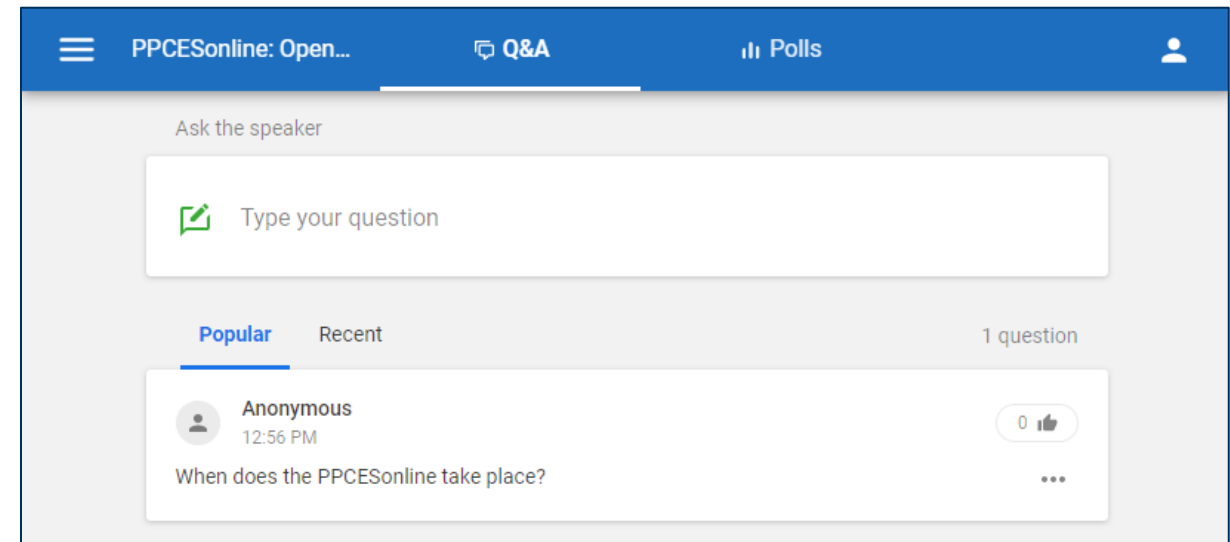 PPCESonline: Open... Q&A Polls
Ask the speaker
Type your question
Popular Recent 1 question
Anonymous
12:56 PM
0
When does the PPCESonline take place?